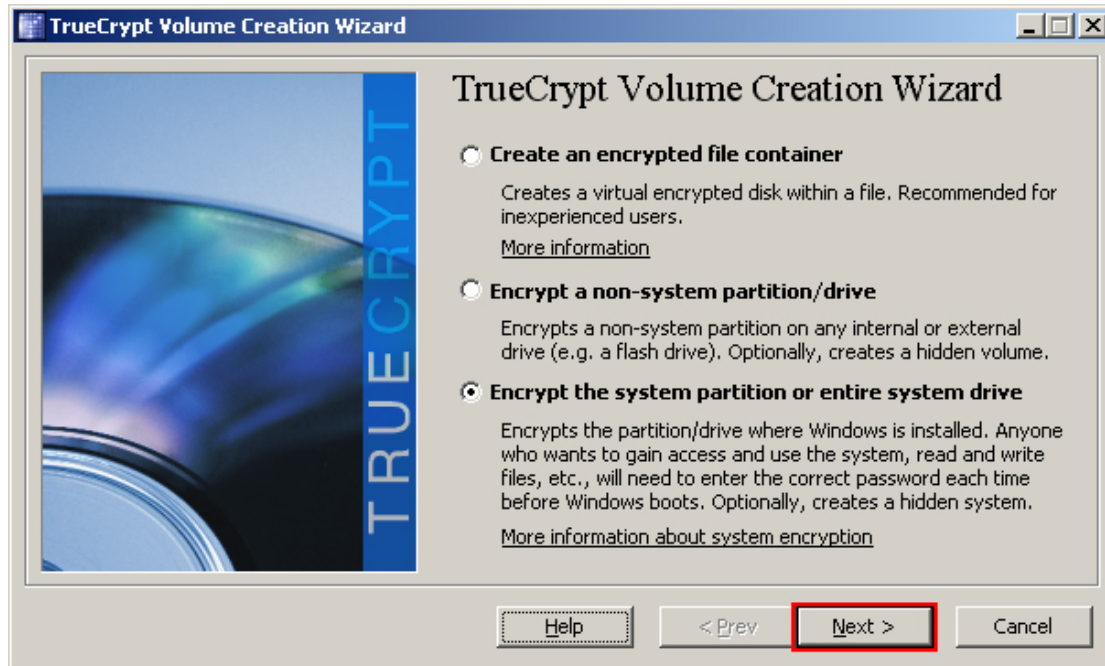 TrueCrypt Volume Creation Wizard
TRUECRYPT
TrueCrypt Volume Creation Wizard
Create an encrypted file container
Creates a virtual encrypted disk within a file. Recommended for
inexperienced users.
More information
Encrypt a non-system partition/drive
Encrypts a non-system partition on any internal or external
drive (e.g. a flash drive). Optionally, creates a hidden volume.
Encrypt the system partition or entire system drive
Encrypts the partition/drive where Windows is installed. Anyone
who wants to gain access and use the system, read and write
files, etc., will need to enter the correct password each time
before Windows boots. Optionally, creates a hidden system.
More information about system encryption
Help
< Prev
Next >
Cancel